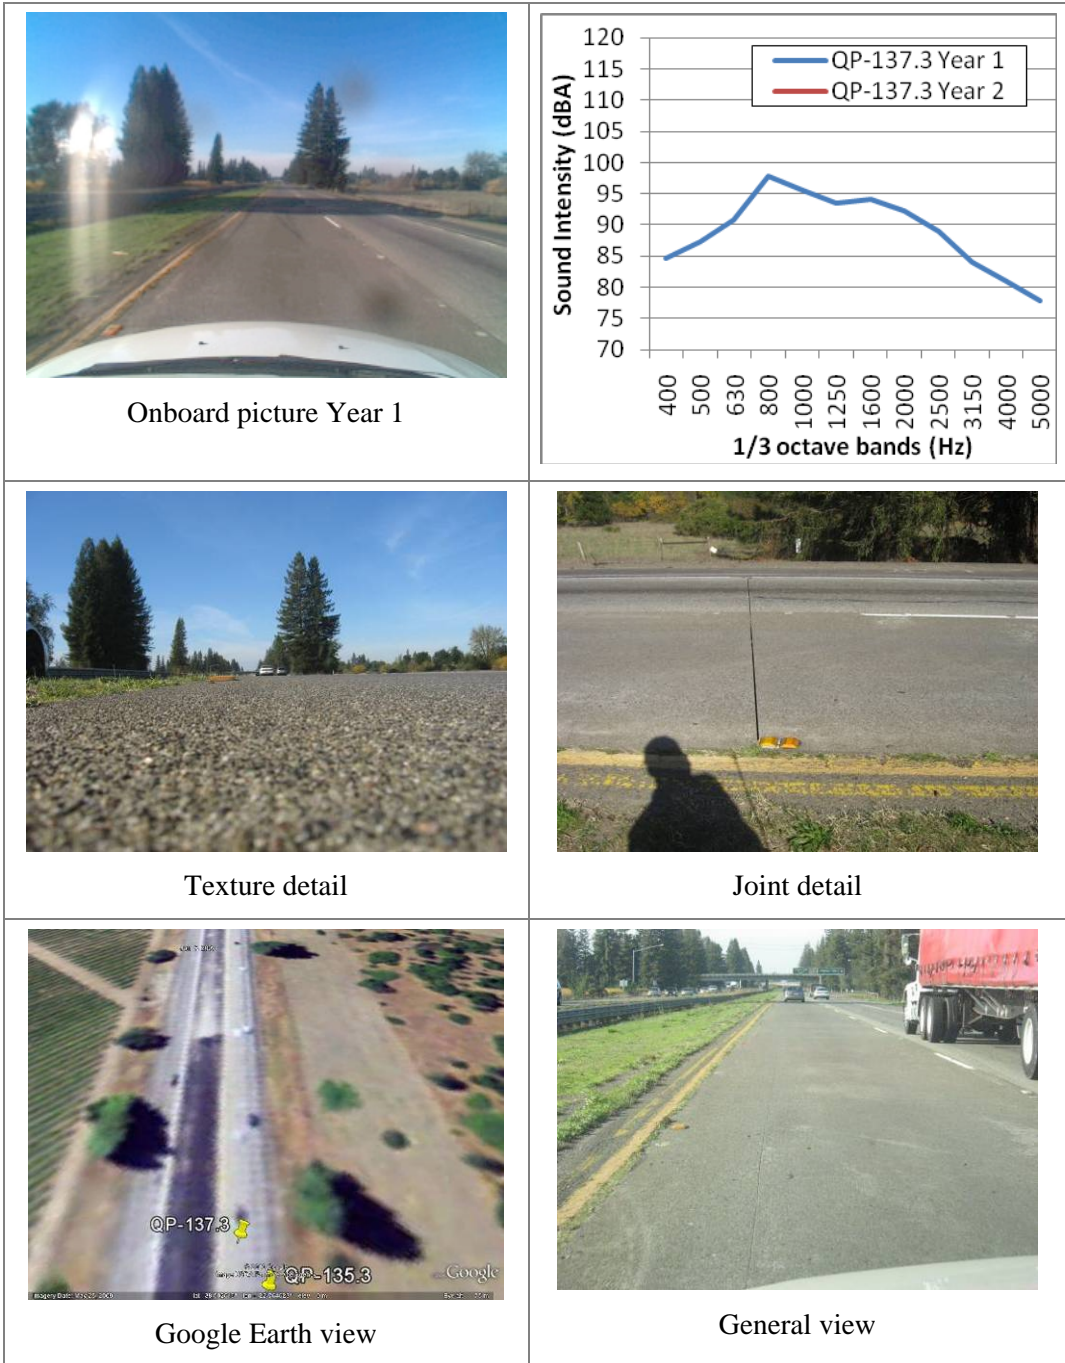 Onboard picture Year 1
120
115
110
105
100
95
90
85
80
75
70
Sound Intensity (dBA)
QP-137.3 Year 1
QP-137.3 Year 2
400
500
630
800
1000
1250
1600
2000
2500
3150
4000
5000
1/3 octave bands (Hz)
Texture detail
Joint detail
QP-137.3
QP-135.3
Google
Google Earth view
General view